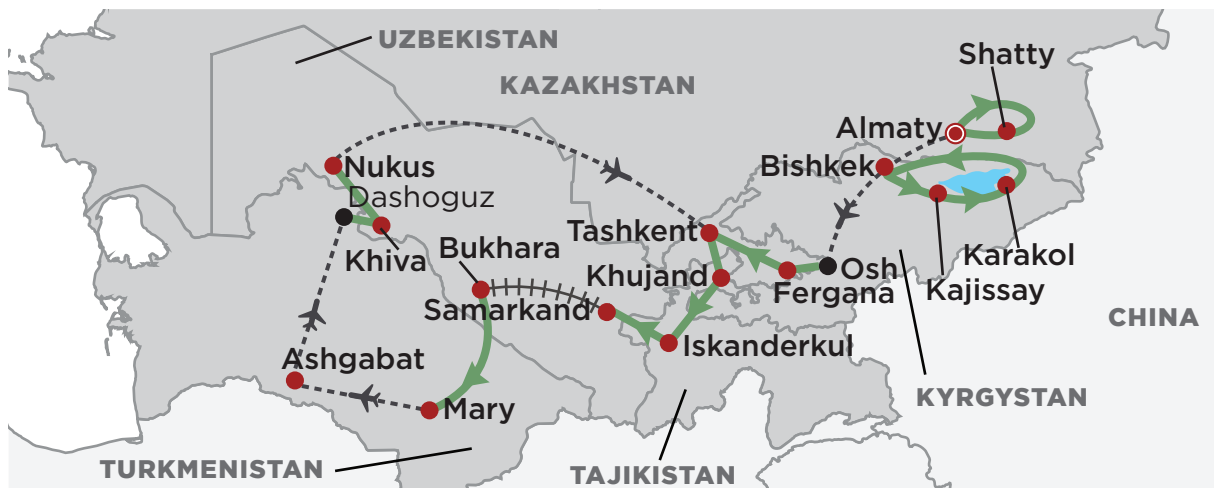 UZBEKISTAN
KAZAKHSTAN
Shatty
Almaty
Bishkek
Nukus
Dashoguz
Khiva
Bukhara
Tashkent
Khujand
Samarkand
Osh
Fergana
Karakol
Kajissay
Iskanderkul
CHINA
Ashgabat
Mary
KYRGYSTAN
TURKMENISTAN
TAJIKISTAN